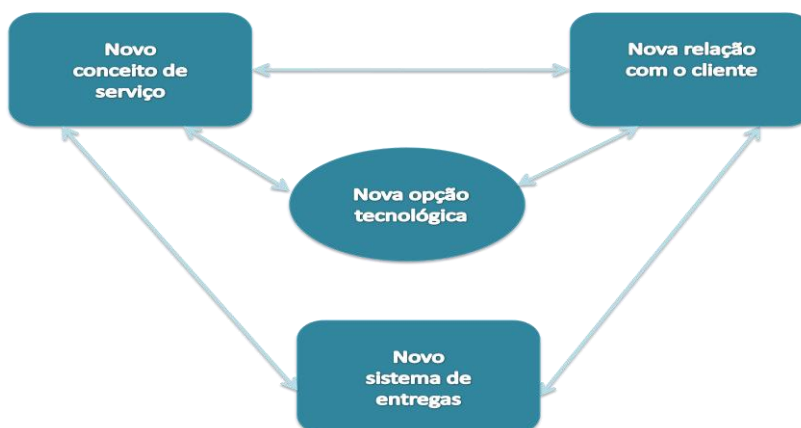 Novo
conceito de
serviço
Nova relação
com o cliente
Nova opção
tecnológica
Novo
sistema de
entregas